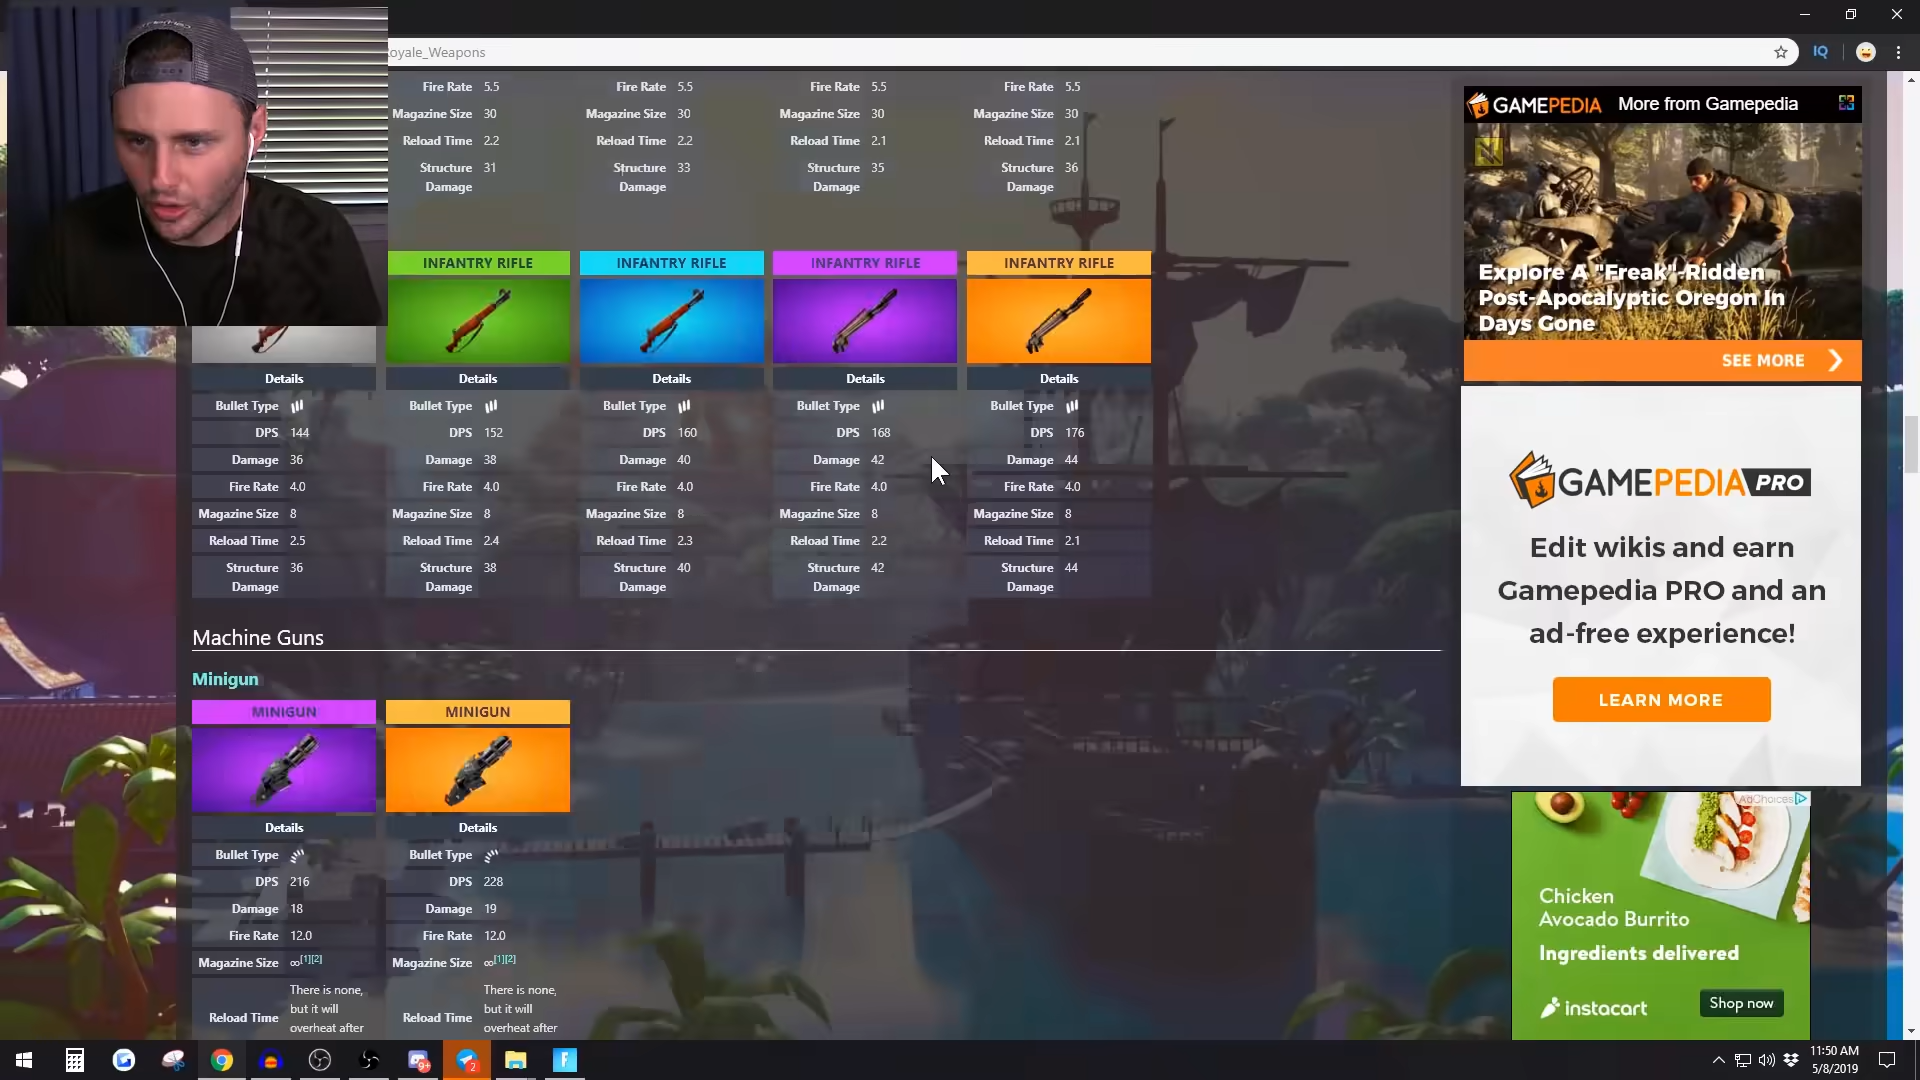 oyale_Weapons
IQ
Fire Rate 5.5 Fire Rate 5.5 Fire Rate 5.5 Fire Rate 5.5
Magazine Size 30 Magazine Size 30 Magazine Size 30 Magazine Size 30
Reload Time 2.2 Reload Time 2.2 Reload Time 2.1 Reload Time 2.1
Structure 31 Structure 33 Structure 35 Structure 36
Damage Damage Damage Damage
INFANTRY RIFLE INFANTRY RIFLE INFANTRY RIFLE INFANTRY RIFLE
Details Details Details Details Details
Bullet Type Bullet Type Bullet Type Bullet Type Bullet Type
DPS 144 DPS 152 DPS 160 DPS 168 DPS 176
Damage 36 Damage 38 Damage 40 Damage 42 Damage 44
Fire Rate 4.0 Fire Rate 4.0 Fire Rate 4.0 Fire Rate 4.0 Fire Rate 4.0
Magazine Size 8 Magazine Size 8 Magazine Size 8 Magazine Size 8 Magazine Size 8
Reload Time 2.5 Reload Time 2.4 Reload Time 2.3 Reload Time 2.2 Reload Time 2.1
Structure 36 Structure 38 Structure 40 Structure 42 Structure 44
Damage Damage Damage Damage Damage
Machine Guns
Minigun
MINIGUN MINIGUN
Details Details
Bullet Type Bullet Type
DPS 216 DPS 228
Damage 18 Damage 19
Fire Rate 12.0 Fire Rate 12.0
Magazine Size ∞[1][2] Magazine Size ∞[1][2]
There is none, There is none,
but it will but it will
Reload Time overheat after Reload Time overheat after
GAMEPEDIA More from Gamepedia
Explore A "Freak"-Ridden
Post-Apocalyptic Oregon In
Days Gone
SEE MORE
GAMEPEDIA PRO
Edit wikis and earn
Gamepedia PRO and an
ad-free experience!
LEARN MORE
AdChoices
Chicken
Avocado Burrito
Ingredients delivered
instacart
Shop now
9+
2
F
11:50 AM
5/8/2019